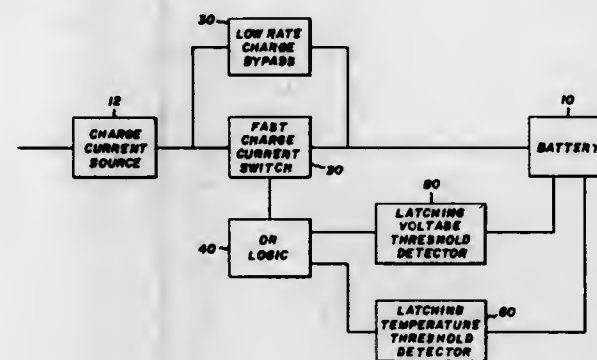 30
LOW RATE
CHARGE
BYPASS
12
CHARGE
CURRENT
SOURCE
FAST
CHARGE
CURRENT
SWITCH
20
10
BATTERY
40
OR
LOGIC
80
LATCHING
VOLTAGE
THRESHOLD
DETECTOR
LATCHING
TEMPERATURE
THRESHOLD
DETECTOR
60